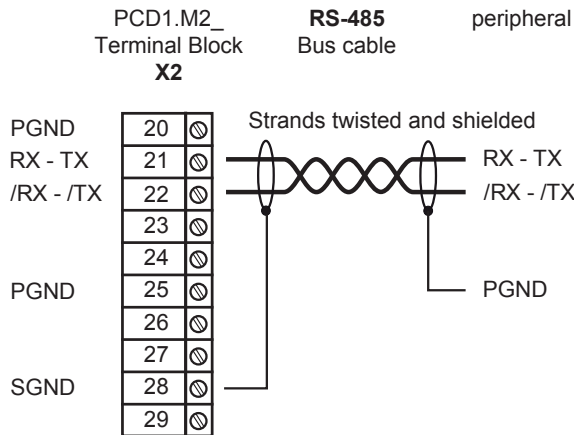 PCD1.M2_ RS-485 peripheral
Terminal Block Bus cable
X2
PGND 20 Strands twisted and shielded
RX - TX 21 RX - TX
/RX - /TX 22 /RX - /TX
23
24
PGND 25 PGND
26
27
SGND 28
29